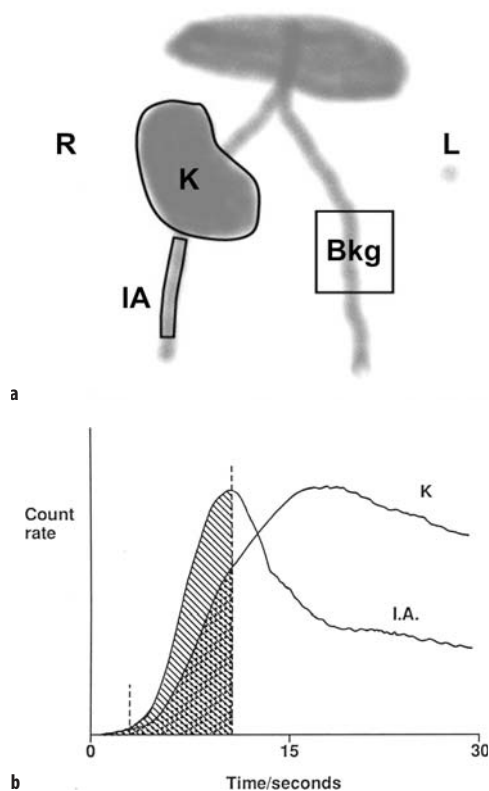 R
L
K
Bkg
IA
a
Count
rate
K
I.A.
0
15
30
b
Time/seconds